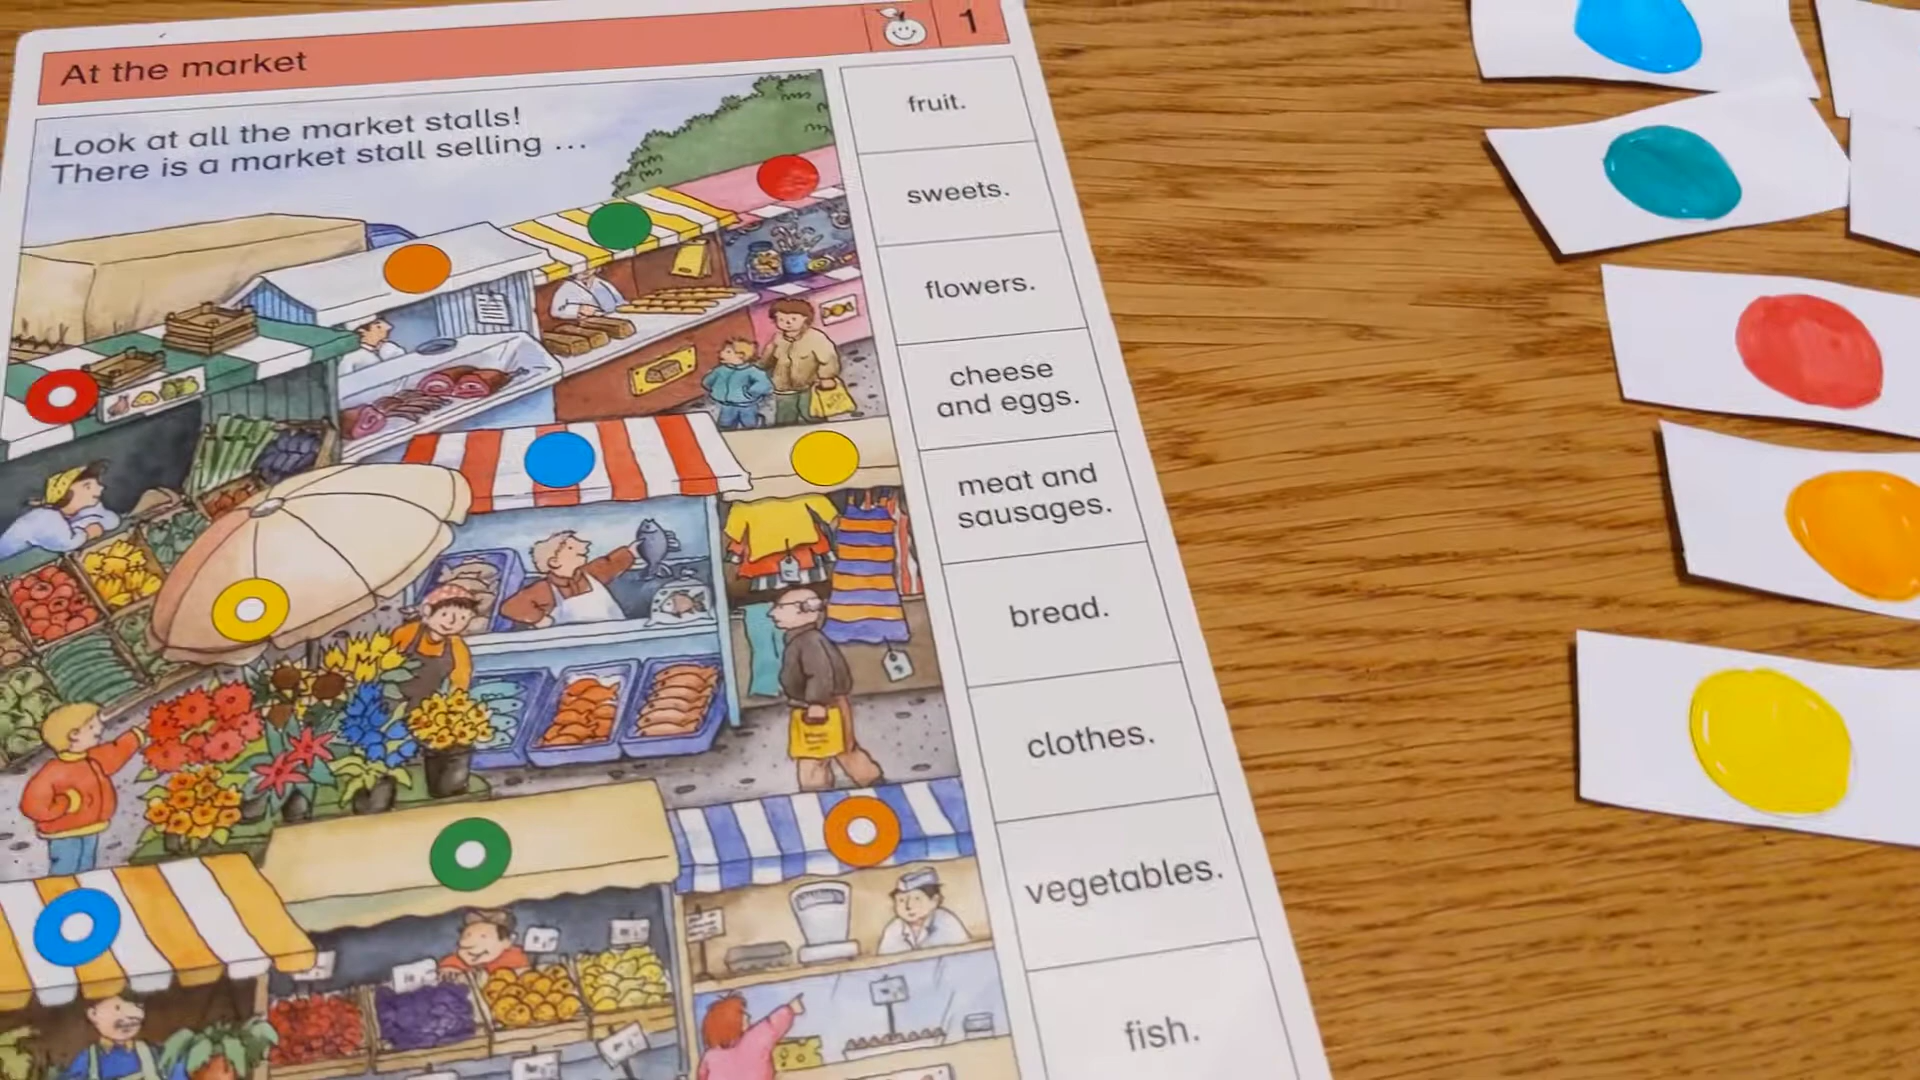 At the market
1
Look at all the market stalls!
There is a market stall selling ...
fruit.
sweets.
flowers.
cheese
and eggs.
meat and
sausages.
bread.
clothes.
vegetables.
fish.